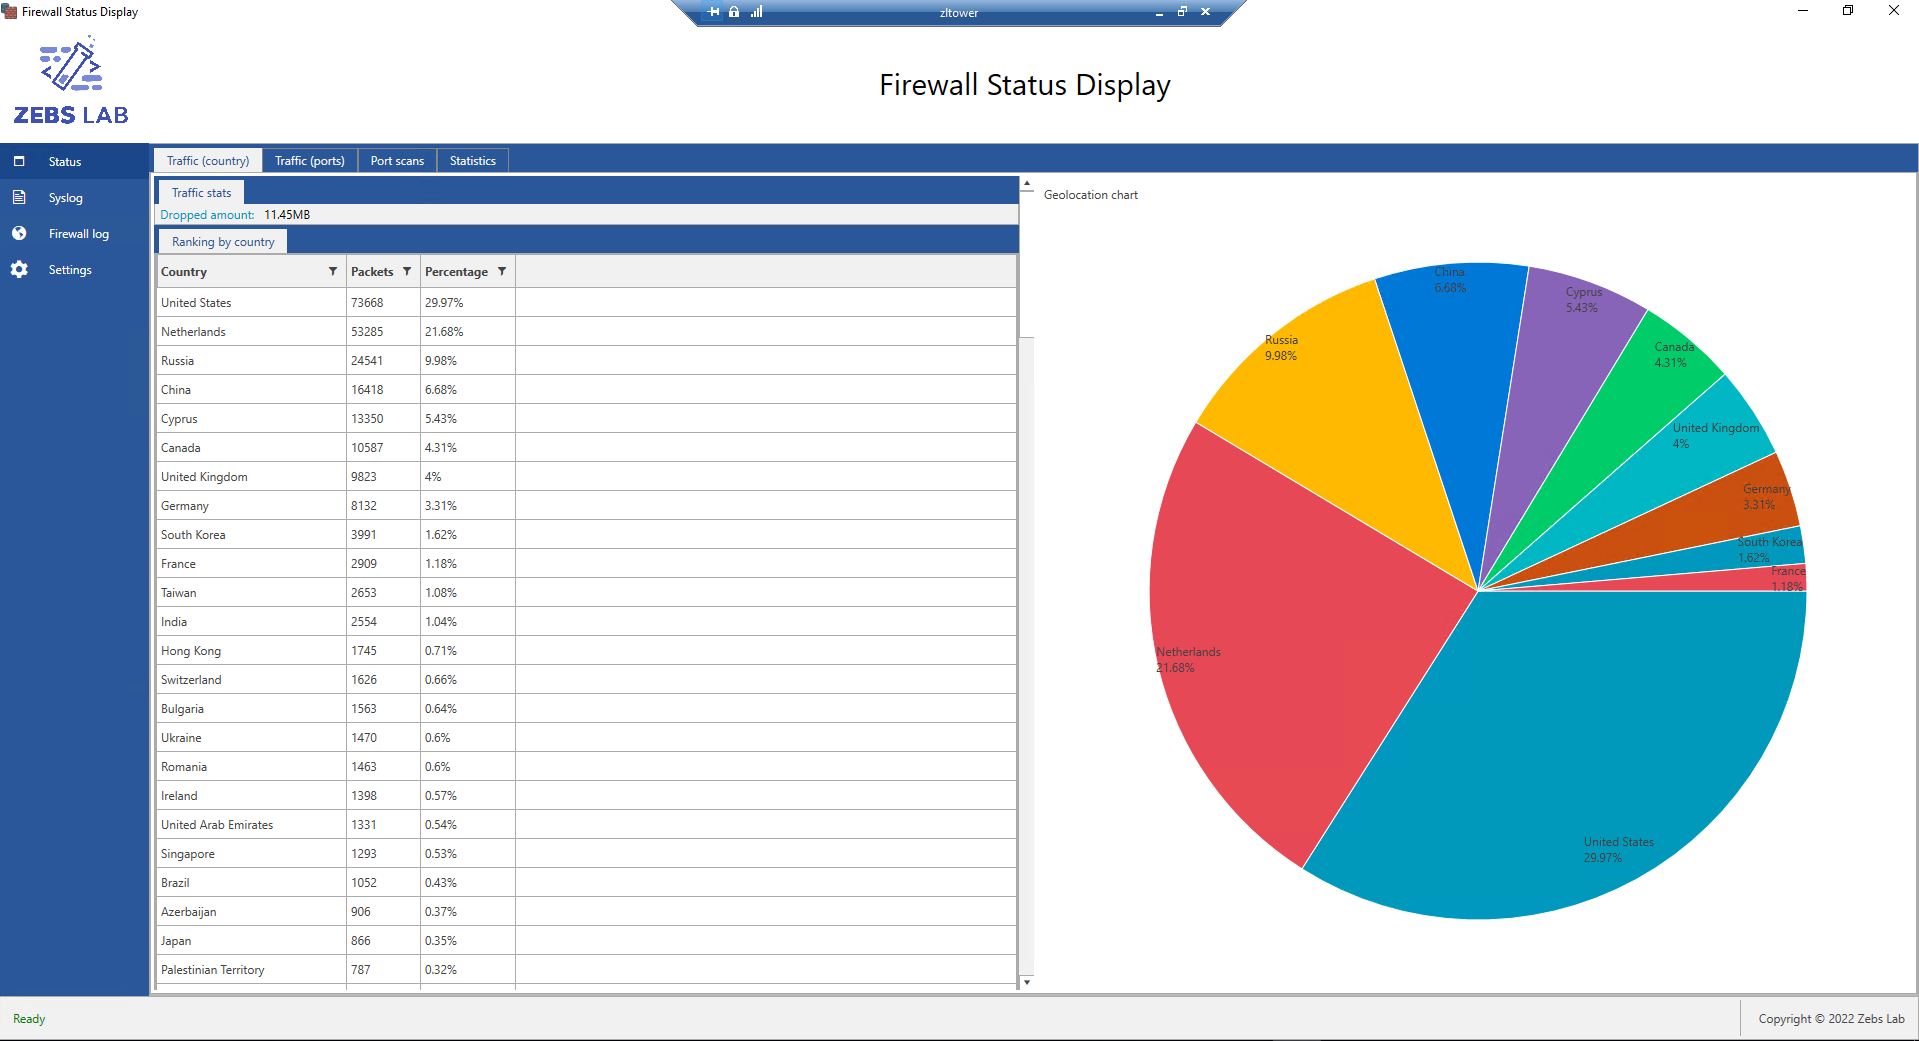 Firewall Status Display
zltower
ZEBS LAB
Firewall Status Display
Status
Syslog
Firewall log
Settings
Traffic (country) Traffic (ports) Port scans Statistics
Traffic stats
Dropped amount: 11.45MB
Ranking by country
Country Packets Percentage
United States 73668 29.97%
Netherlands 53285 21.68%
Russia 24541 9.98%
China 16418 6.68%
Cyprus 13350 5.43%
Canada 10587 4.31%
United Kingdom 9823 4%
Germany 8132 3.31%
South Korea 3991 1.62%
France 2909 1.18%
Taiwan 2653 1.08%
India 2554 1.04%
Hong Kong 1745 0.71%
Switzerland 1626 0.66%
Bulgaria 1563 0.64%
Ukraine 1470 0.6%
Romania 1463 0.6%
Ireland 1398 0.57%
United Arab Emirates 1331 0.54%
Singapore 1293 0.53%
Brazil 1052 0.43%
Azerbaijan 906 0.37%
Japan 866 0.35%
Palestinian Territory 787 0.32%
Geolocation chart
China
6.68%
Cyprus
5.43%
Russia
9.98%
Canada
4.31%
United Kingdom
4%
Germany
3.31%
South Korea
1.62%
France
1.18%
Netherlands
21.68%
United States
29.97%
Ready
Copyright © 2022 Zebs Lab